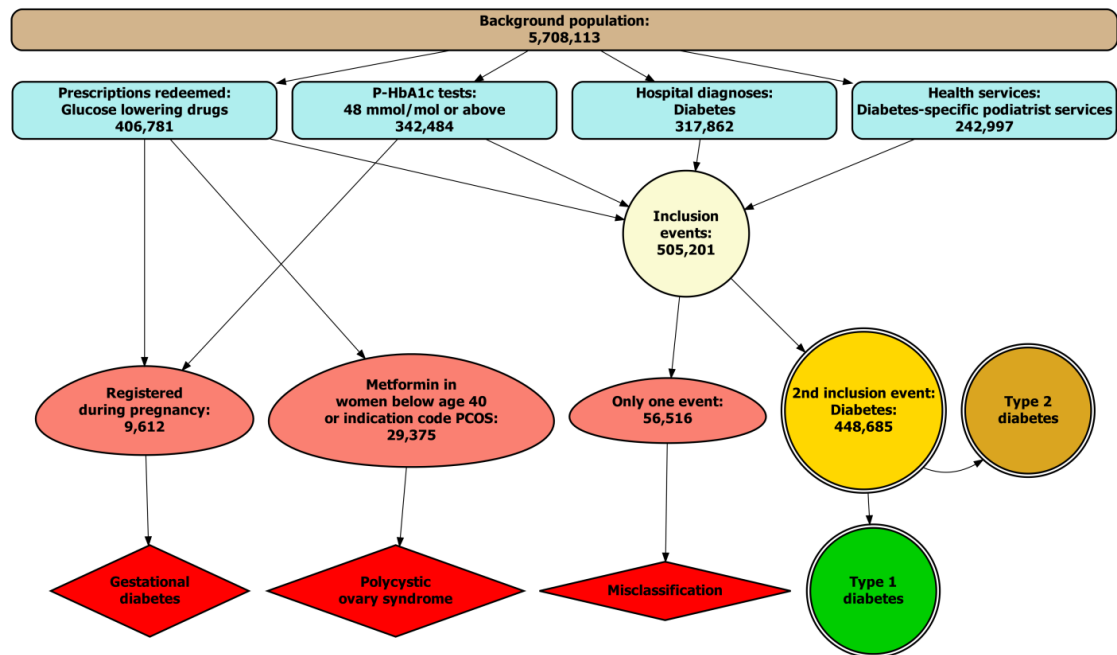 Background population:
5,708,113
Prescriptions redeemed:
Glucose lowering drugs
406,781
P-HbA1c tests:
48 mmol/mol or above
342,484
Hospital diagnoses:
Diabetes
317,862
Health services:
Diabetes-specific podiatrist services
242,997
Inclusion
events:
505,201
Registered
during pregnancy:
9,612
Metformin in
women below age 40
or indication code PCOS:
29,375
Only one event:
56,516
2nd inclusion event:
Diabetes:
448,685
Type 2
diabetes
Gestational
diabetes
Polycystic
ovary syndrome
Misclassification
Type 1
diabetes